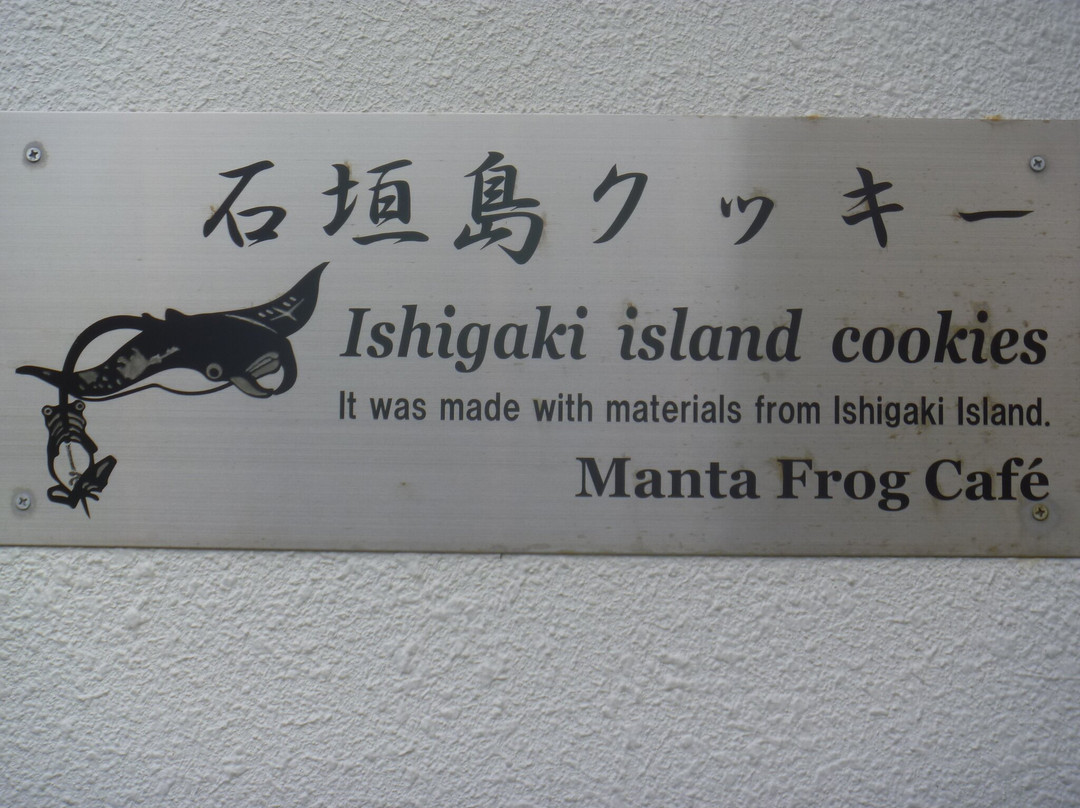 石垣島クッキー
Ishigaki island cookies
It was made with materials from Ishigaki Island.
Manta Frog Café